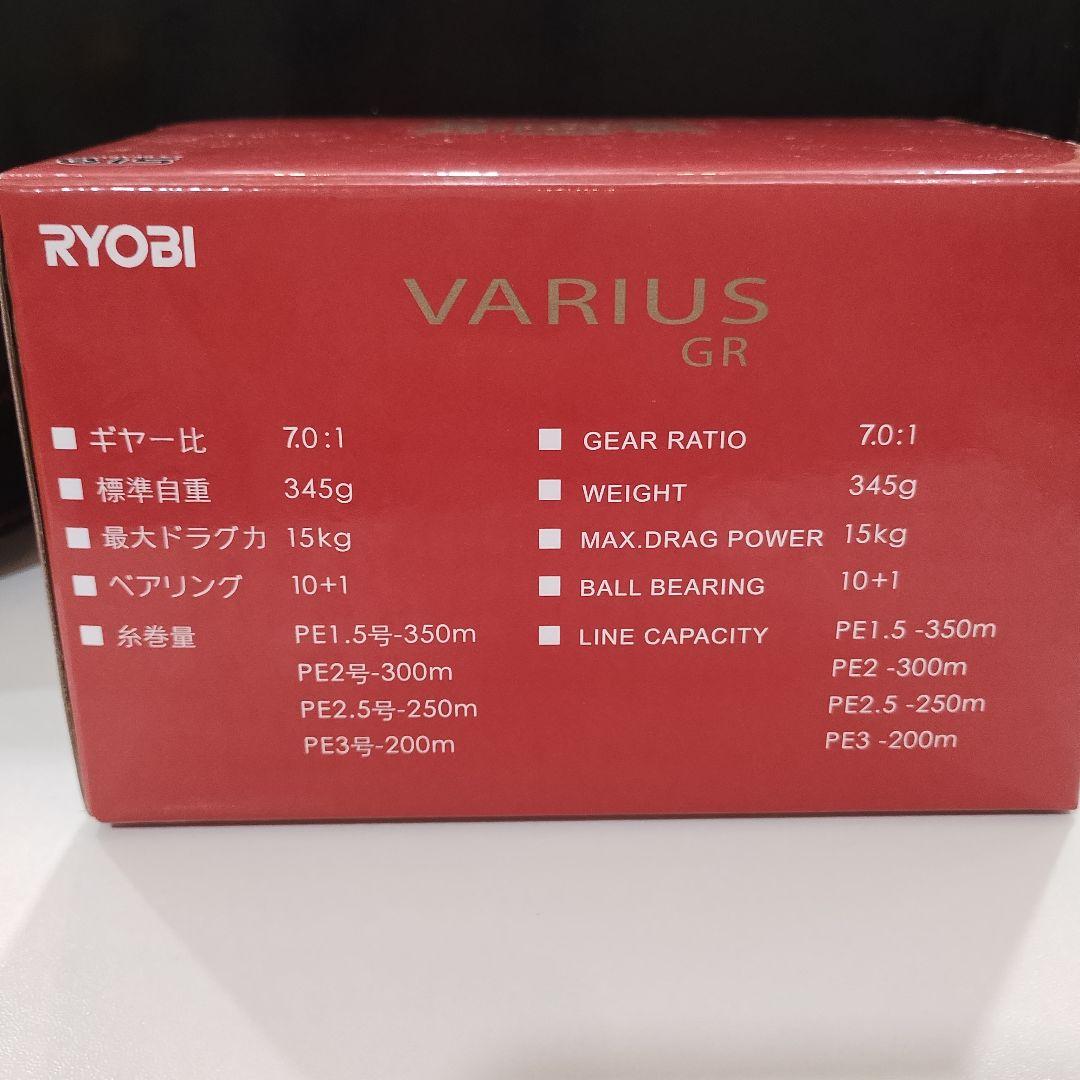 RYOBI
VARIUS
GR
ギヤー比 7.0:1
標準自重 345g
最大ドラグ力 15kg
ベアリング 10+1
糸巻量 PE1.5号-350m
PE2号-300m
PE2.5号-250m
PE3号-200m
GEAR RATIO 7.0:1
WEIGHT 345g
MAX.DRAG POWER 15kg
BALL BEARING 10+1
LINE CAPACITY PE1.5 -350m
PE2 -300m
PE2.5 -250m
PE3 -200m